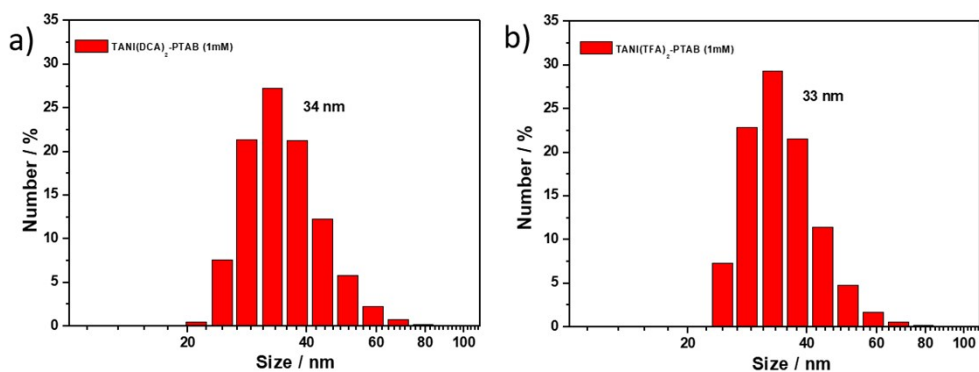 a)
TANI(DCA)₂-PTAB (1mM)
34 nm
Number / %
35
30
25
20
15
10
5
0
20
40
60
80
100
Size / nm
b)
TANI(TFA)₂-PTAB (1mM)
33 nm
Number / %
35
30
25
20
15
10
5
0
20
40
60
80
100
Size / nm